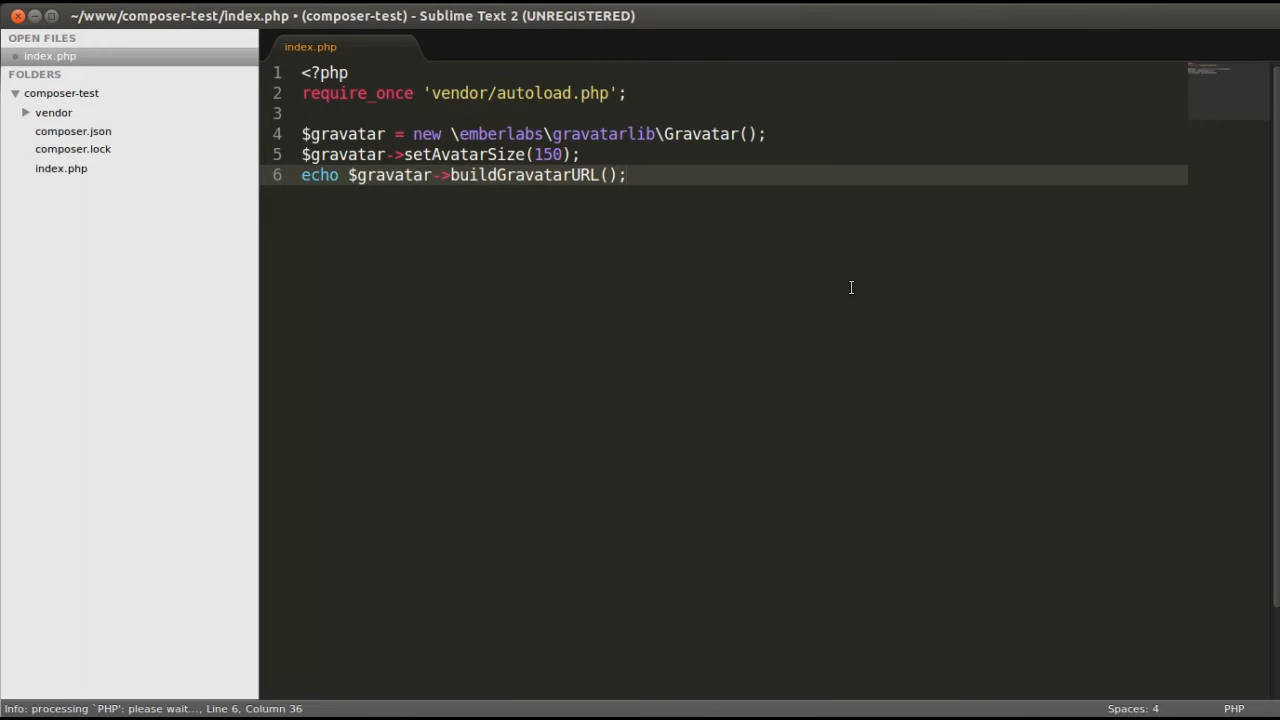 ~/www/composer-test/index.php • (composer-test) - Sublime Text 2 (UNREGISTERED)
OPEN FILES
index.php
FOLDERS
composer-test
vendor
composer.json
composer.lock
index.php
index.php
1 <?php
2 require_once 'vendor/autoload.php';
3
4 $gravatar = new \emberlabs\gravatarlib\Gravatar();
5 $gravatar->setAvatarSize(150);
6 echo $gravatar->buildGravatarURL();
Info: processing `PHP': please wait..., Line 6, Column 36
Spaces: 4
PHP